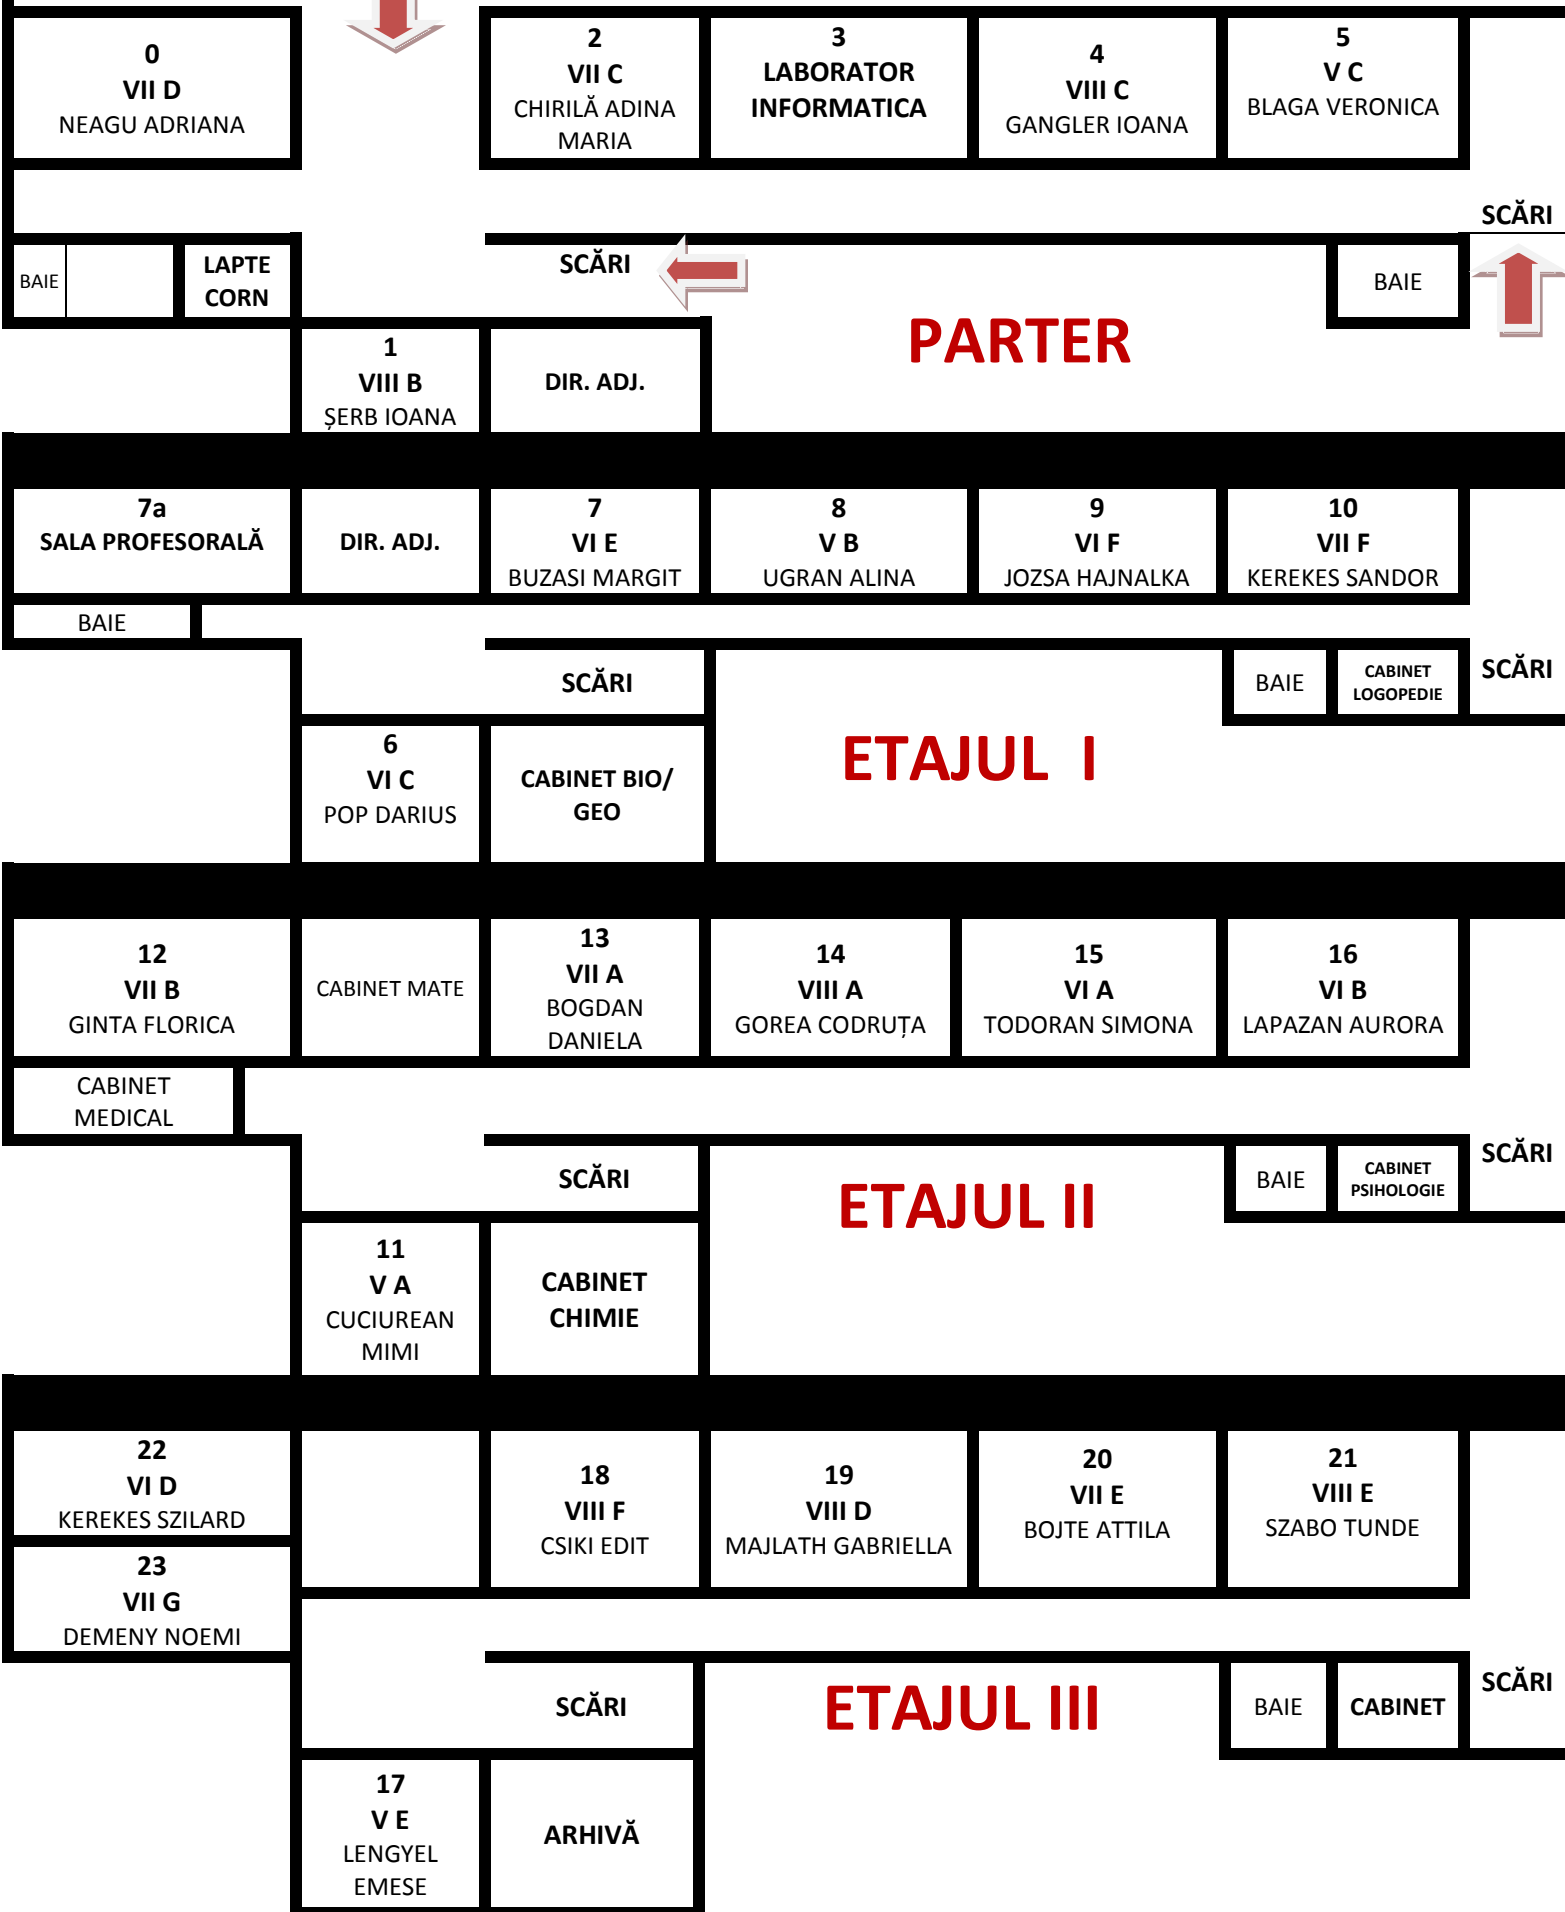 0
VII D
NEAGU ADRIANA
2
VII C
CHIRILĂ ADINA
MARIA
3
LABORATOR
INFORMATICA
4
VIII C
GANGLER IOANA
5
V C
BLAGA VERONICA
SCĂRI
BAIE
LAPTE
CORN
SCĂRI
BAIE
PARTER
1
VIII B
ȘERB IOANA
DIR. ADJ.
7a
SALA PROFESORALĂ
DIR. ADJ.
7
VI E
BUZASI MARGIT
8
V B
UGRAN ALINA
9
VI F
JOZSA HAJNALKA
10
VII F
KEREKES SANDOR
BAIE
SCĂRI
BAIE
CABINET
LOGOPEDIE
SCĂRI
ETAJUL I
6
VI C
POP DARIUS
CABINET BIO/
GEO
12
VII B
GINTA FLORICA
CABINET MATE
13
VII A
BOGDAN
DANIELA
14
VIII A
GOREA CODRUȚA
15
VI A
TODORAN SIMONA
16
VI B
LAPAZAN AURORA
CABINET
MEDICAL
SCĂRI
ETAJUL II
BAIE
CABINET
PSIHOLOGIE
SCĂRI
11
V A
CUCIUREAN
MIMI
CABINET
CHIMIE
22
VI D
KEREKES SZILARD
18
VIII F
CSIKI EDIT
19
VIII D
MAJLATH GABRIELLA
20
VII E
BOJTE ATTILA
21
VIII E
SZABO TUNDE
23
VII G
DEMENY NOEMI
SCĂRI
ETAJUL III
BAIE
CABINET
SCĂRI
17
V E
LENGYEL
EMESE
ARHIVĂ